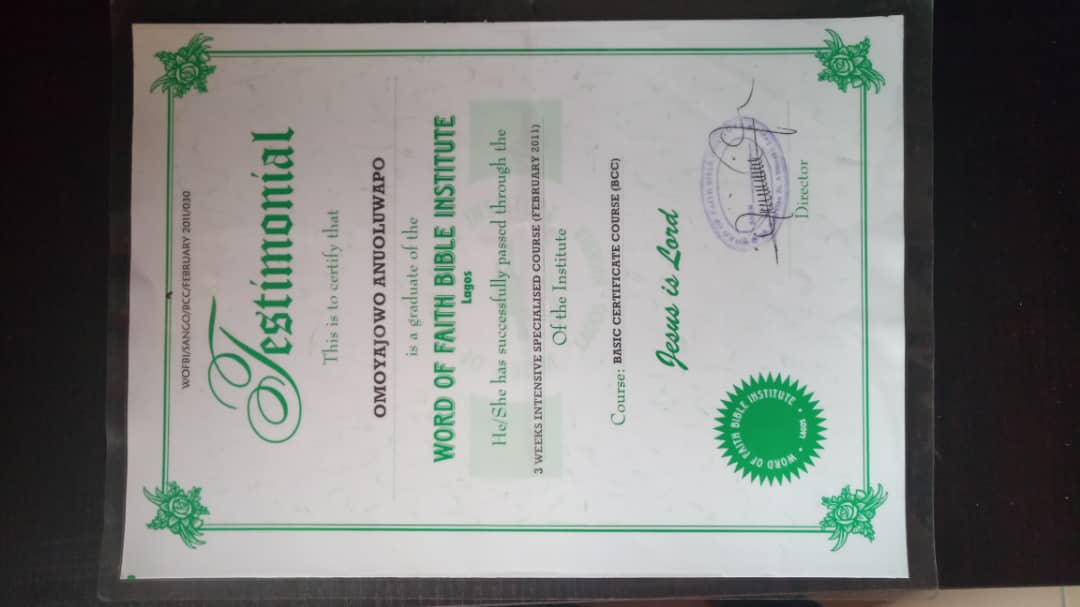 WOFBI/SANGO/BCC/FEBRUARY 2011/030
Testimonial
This is to certify that
OMOYAJOWO ANUOLUWAPO
is a graduate of the
WORD OF FAITH BIBLE INSTITUTE
Lagos
He/She has successfully passed through the
3 WEEKS INTENSIVE SPECIALISED COURSE (FEBRUARY 2011)
Of the Institute
Course: BASIC CERTIFICATE COURSE (BCC)
Jesus is Lord
WORD OF FAITH BIBLE INSTITUTE
LAGOS
Director